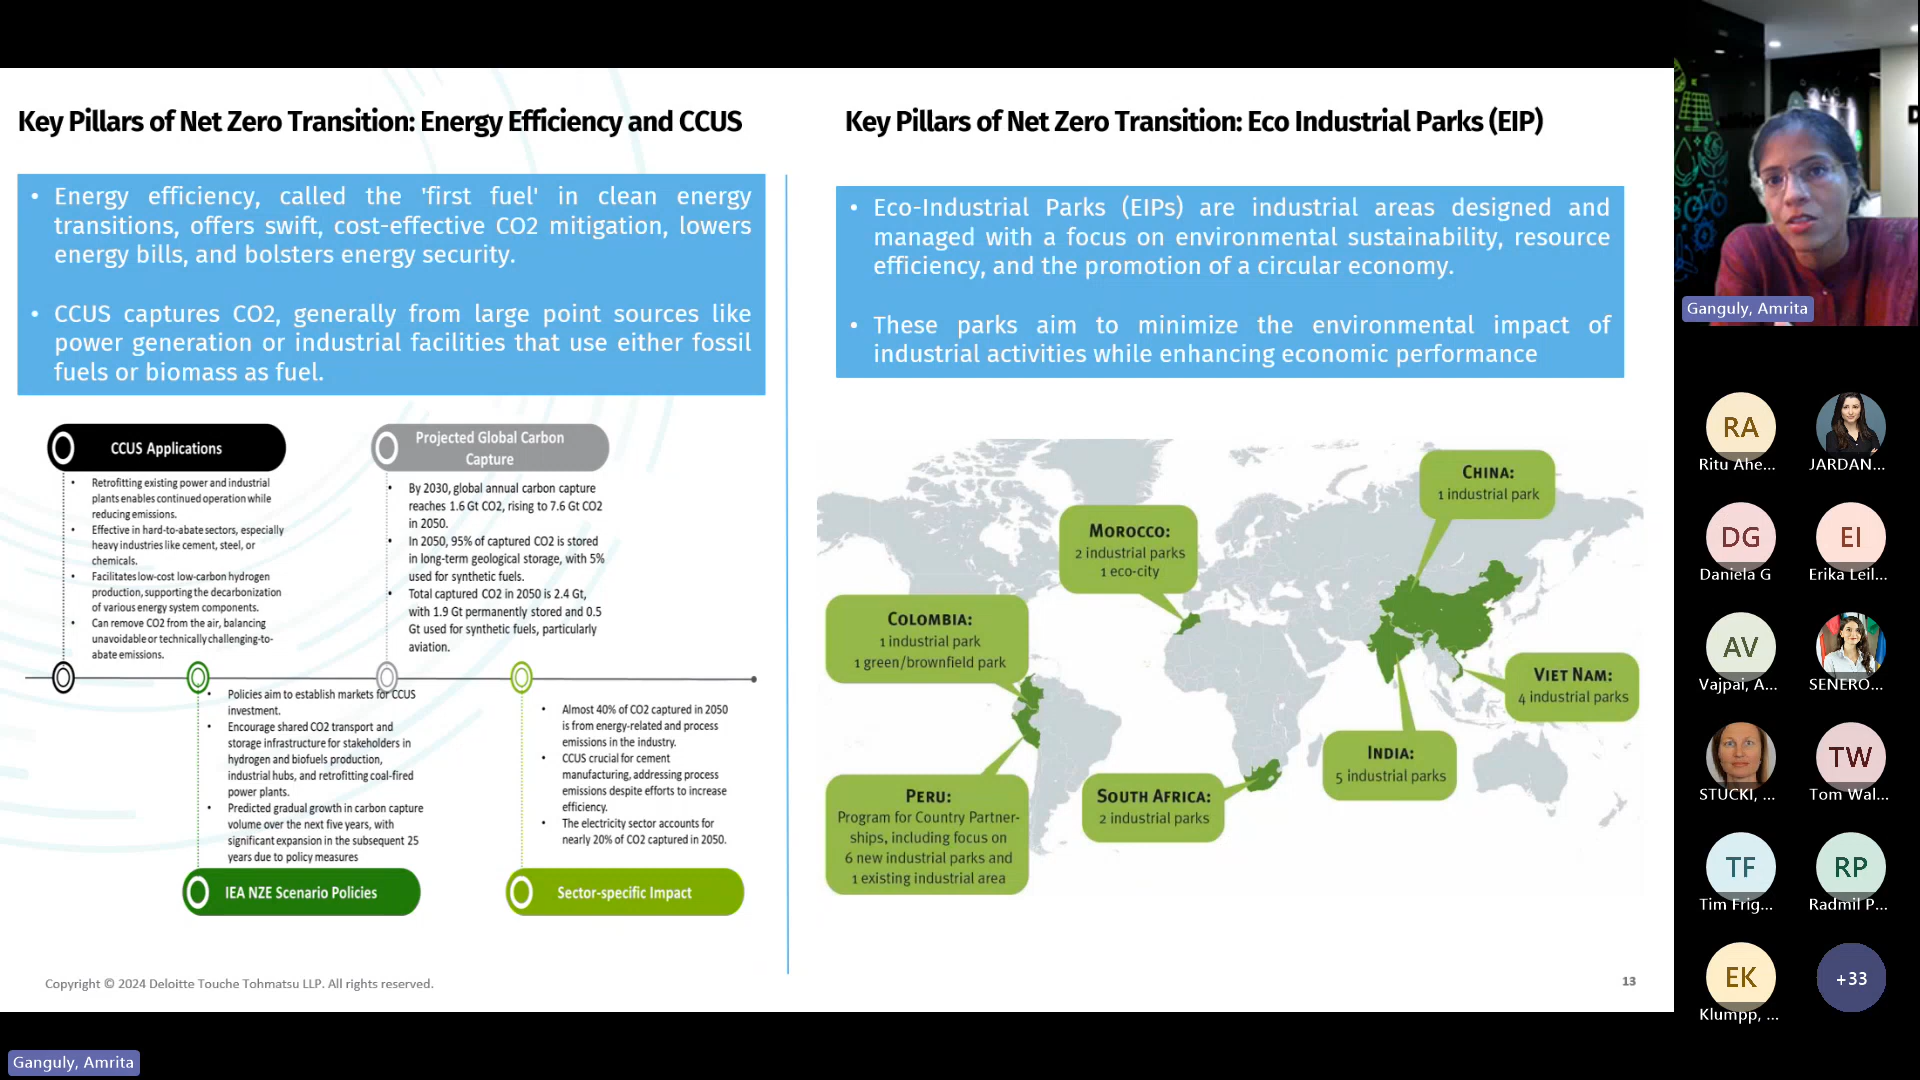 Key Pillars of Net Zero Transition: Energy Efficiency and CCUS
• Energy efficiency, called the 'first fuel' in clean energy
transitions, offers swift, cost-effective CO2 mitigation, lowers
energy bills, and bolsters energy security.
• CCUS captures CO2, generally from large point sources like
power generation or industrial facilities that use either fossil
fuels or biomass as fuel.
CCUS Applications
• Retrofitting existing power and industrial
plants enables continued operation while
reducing emissions.
• Effective in hard-to-abate sectors, especially
heavy industries like cement, steel, or
chemicals.
• Facilitates low-cost low-carbon hydrogen
production, supporting the decarbonization
of various energy system components.
• Can remove CO2 from the air, balancing
unavoidable or technically challenging-to-
abate emissions.
Projected Global Carbon
Capture
• By 2030, global annual carbon capture
reaches 1.6 Gt CO2, rising to 7.6 Gt CO2
in 2050.
• In 2050, 95% of captured CO2 is stored
in long-term geological storage, with 5%
used for synthetic fuels.
• Total captured CO2 in 2050 is 2.4 Gt,
with 1.9 Gt permanently stored and 0.5
Gt used for synthetic fuels, particularly
aviation.
• Policies aim to establish markets for CCUS
investment.
• Encourage shared CO2 transport and
storage infrastructure for stakeholders in
hydrogen and biofuels production,
industrial hubs, and retrofitting coal-fired
power plants.
• Predicted gradual growth in carbon capture
volume over the next five years, with
significant expansion in the subsequent 25
years due to policy measures
IEA NZE Scenario Policies
• Almost 40% of CO2 captured in 2050
is from energy-related and process
emissions in the industry.
• CCUS crucial for cement
manufacturing, addressing process
emissions despite efforts to increase
efficiency.
• The electricity sector accounts for
nearly 20% of CO2 captured in 2050.
Sector-specific Impact
Key Pillars of Net Zero Transition: Eco Industrial Parks (EIP)
• Eco-Industrial Parks (EIPs) are industrial areas designed and
managed with a focus on environmental sustainability, resource
efficiency, and the promotion of a circular economy.
• These parks aim to minimize the environmental impact of
industrial activities while enhancing economic performance
CHINA:
1 industrial park
MOROCCO:
2 industrial parks
1 eco-city
COLOMBIA:
1 industrial park
1 green/brownfield park
VIET NAM:
4 industrial parks
INDIA:
5 industrial parks
PERU:
Program for Country Partner-
ships, including focus on
6 new industrial parks and
1 existing industrial area
SOUTH AFRICA:
2 industrial parks
Copyright © 2024 Deloitte Touche Tohmatsu LLP. All rights reserved.
13
Ganguly, Amrita
D
RA
Ritu Ahe...
JARDAN...
DG
Daniela G
EI
Erika Leil...
AV
Vajpai, A...
SENERO...
STUCKI, ...
TW
Tom Wal...
TF
Tim Frig...
RP
Radmil P...
EK
Klumpp, ...
+33
Ganguly, Amrita